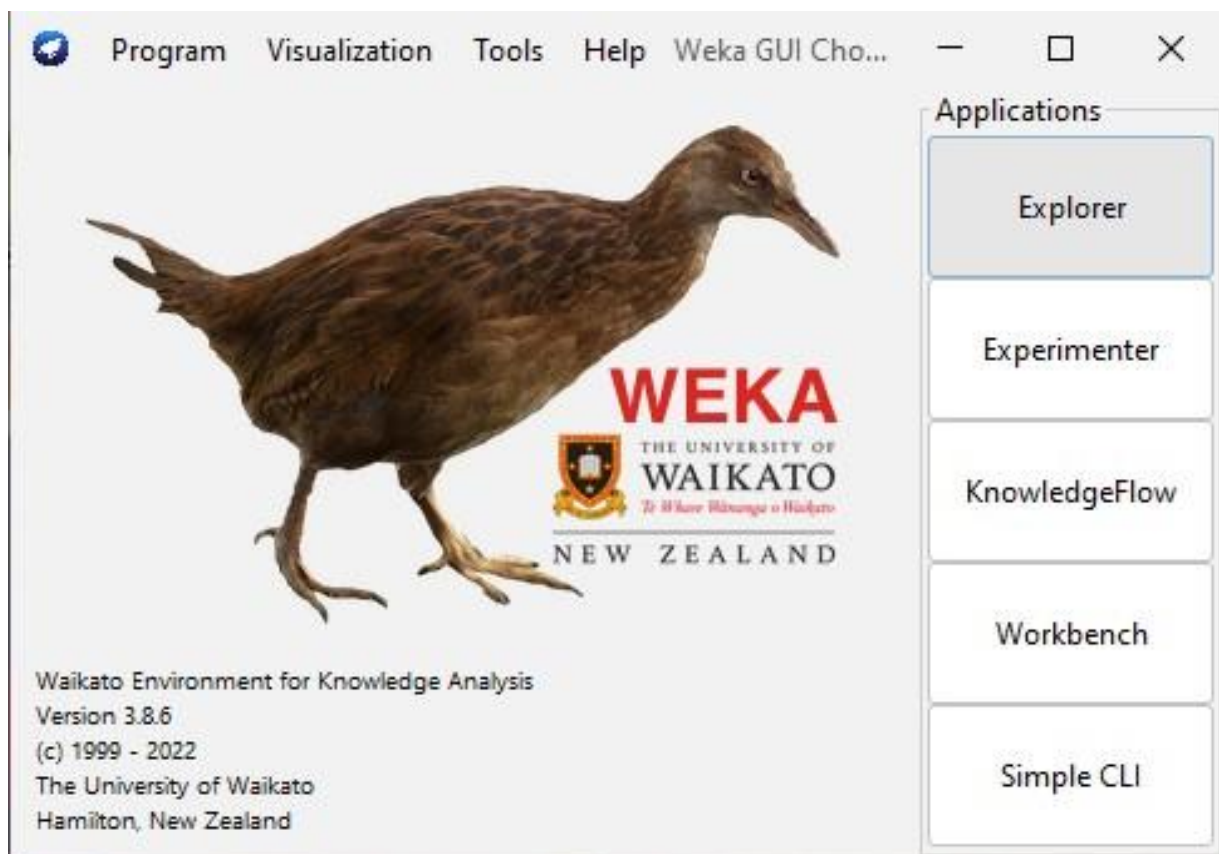 Program Visualization Tools Help Weka GUI Cho...
Applications
Explorer
Experimenter
KnowledgeFlow
Workbench
Simple CLI
WEKA
THE UNIVERSITY OF
WAIKATO
Te Whare Wānanga o Waikato
NEW ZEALAND
Waikato Environment for Knowledge Analysis
Version 3.8.6
(c) 1999 - 2022
The University of Waikato
Hamilton, New Zealand